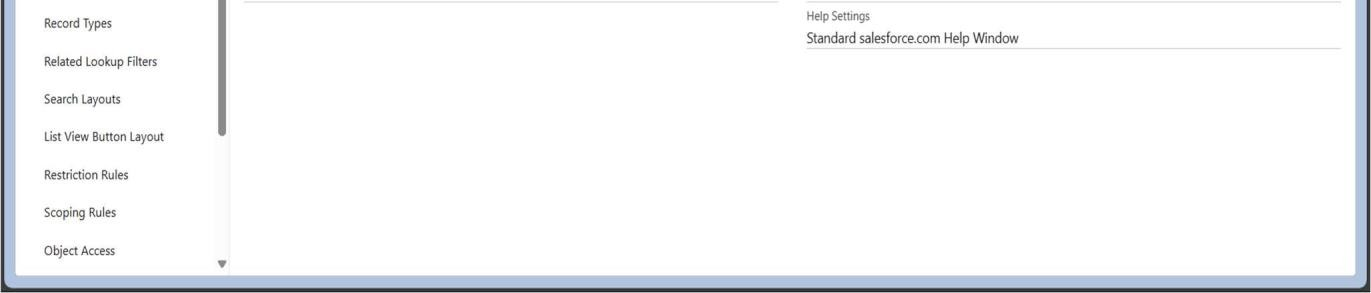 Record Types
Related Lookup Filters
Search Layouts
List View Button Layout
Restriction Rules
Scoping Rules
Object Access
Help Settings
Standard salesforce.com Help Window